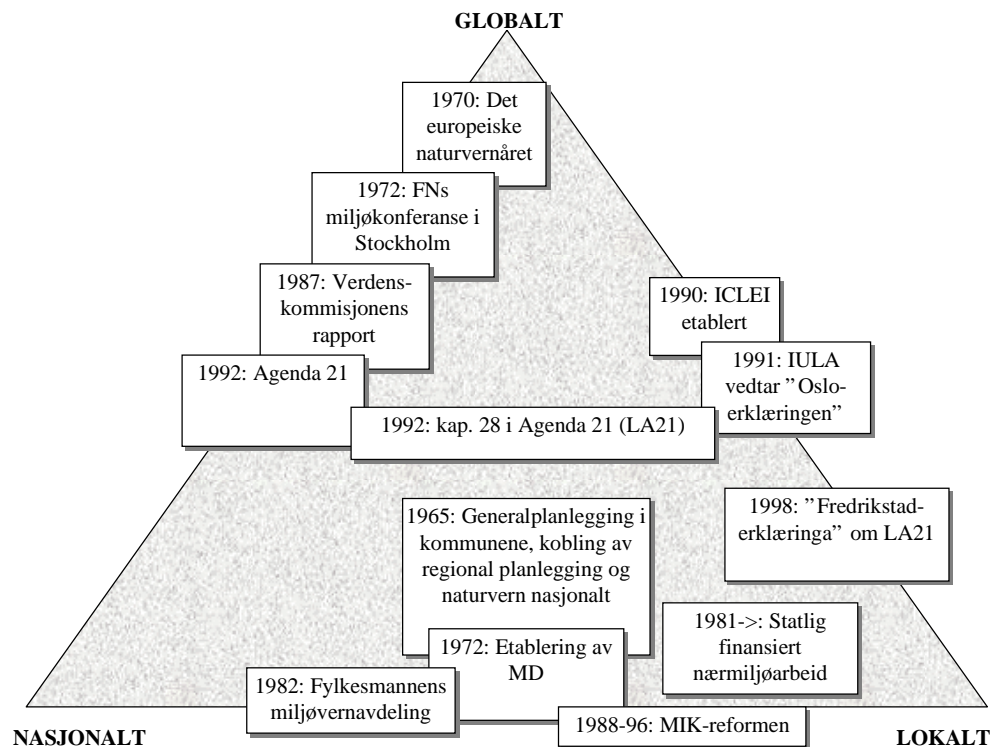 GLOBALT
1970: Det
europeiske
naturvernåret
1972: FNs
miljøkonferanse i
Stockholm
1987: Verdens-
kommisjonens
rapport
1990: ICLEI
etablert
1992: Agenda 21
1991: IULA
vedtar ”Oslo-
erklæringen”
1992: kap. 28 i Agenda 21 (LA21)
1965: Generalplanlegging i
kommunene, kobling av
regional planlegging og
naturvern nasjonalt
1998: ”Fredrikstad-
erklæringa” om LA21
1981->: Statlig
finansiert
nærmiljøarbeid
1972: Etablering av
MD
1982: Fylkesmannens
miljøvernavdeling
1988-96: MIK-reformen
NASJONALT
LOKALT